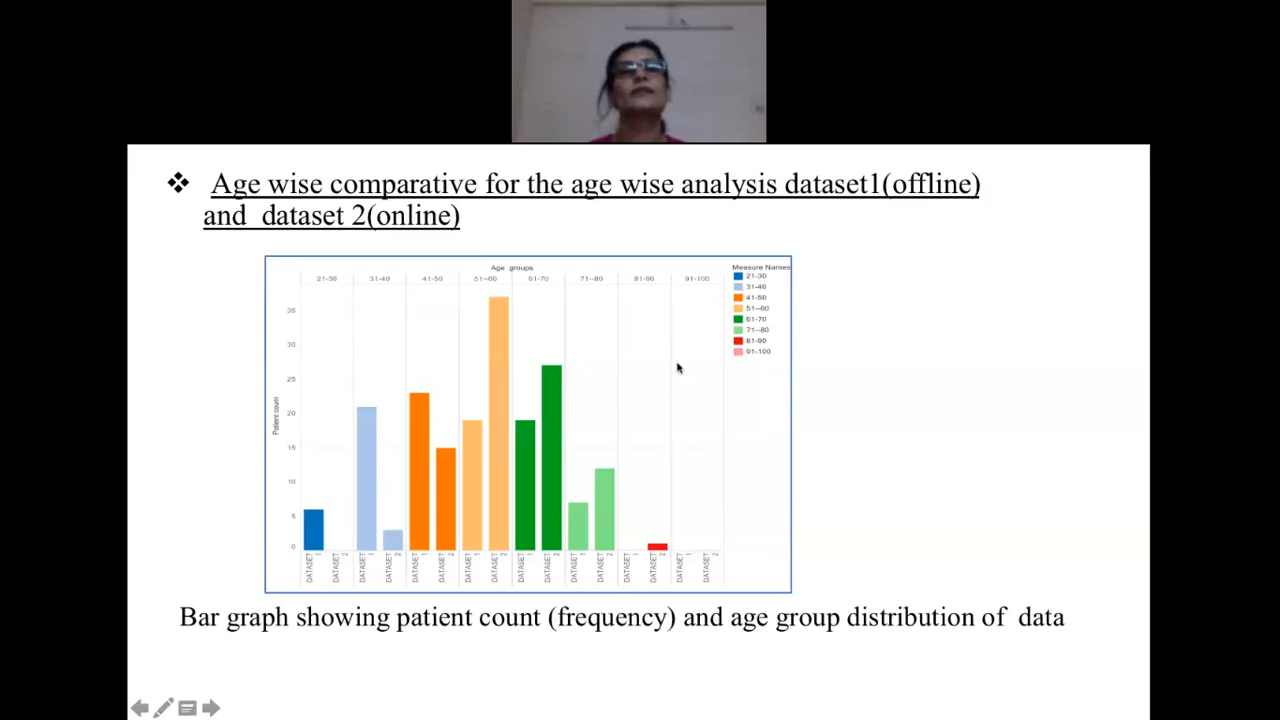 ❖ Age wise comparative for the age wise analysis dataset1(offline)
and dataset 2(online)
Age groups
21-30 31-40 41-50 51--60 61-70 71--80 81-90 91-100
Measure Names
21-30
31-40
41-50
51--60
61-70
71--80
81-90
91-100
Patient count
35
30
25
20
15
10
5
0
DATASET 1 DATASET 2 DATASET 1 DATASET 2 DATASET 1 DATASET 2 DATASET 1 DATASET 2 DATASET 1 DATASET 2 DATASET 1 DATASET 2 DATASET 1 DATASET 2 DATASET 1 DATASET 2
Bar graph showing patient count (frequency) and age group distribution of data